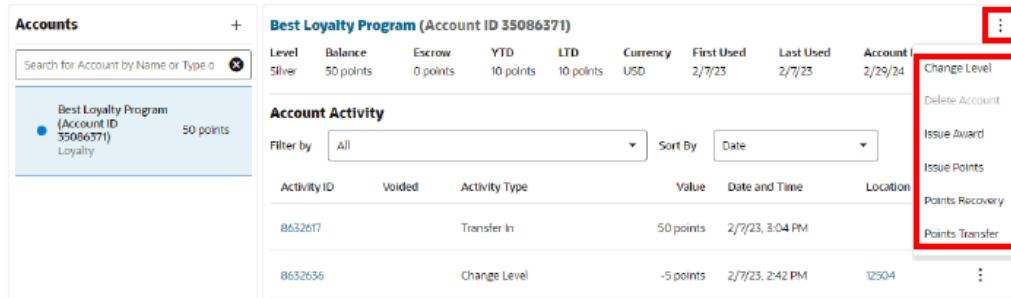 Accounts +
Search for Account by Name or Type o
Best Loyalty Program
(Account ID
35086371)
Loyalty
50 points
Best Loyalty Program (Account ID 35086371)
Level Balance Escrow YTD LTD Currency First Used Last Used Account
Silver 50 points 0 points 10 points 10 points USD 2/7/23 2/7/23 2/29/24
Change Level
Delete Account
Issue Award
Issue Points
Points Recovery
Points Transfer
Account Activity
Filter by All Sort By Date
Activity ID Voided Activity Type Value Date and Time Location
8632617 Transfer In 50 points 2/7/23, 3:04 PM
8632636 Change Level -5 points 2/7/23, 2:42 PM 12504